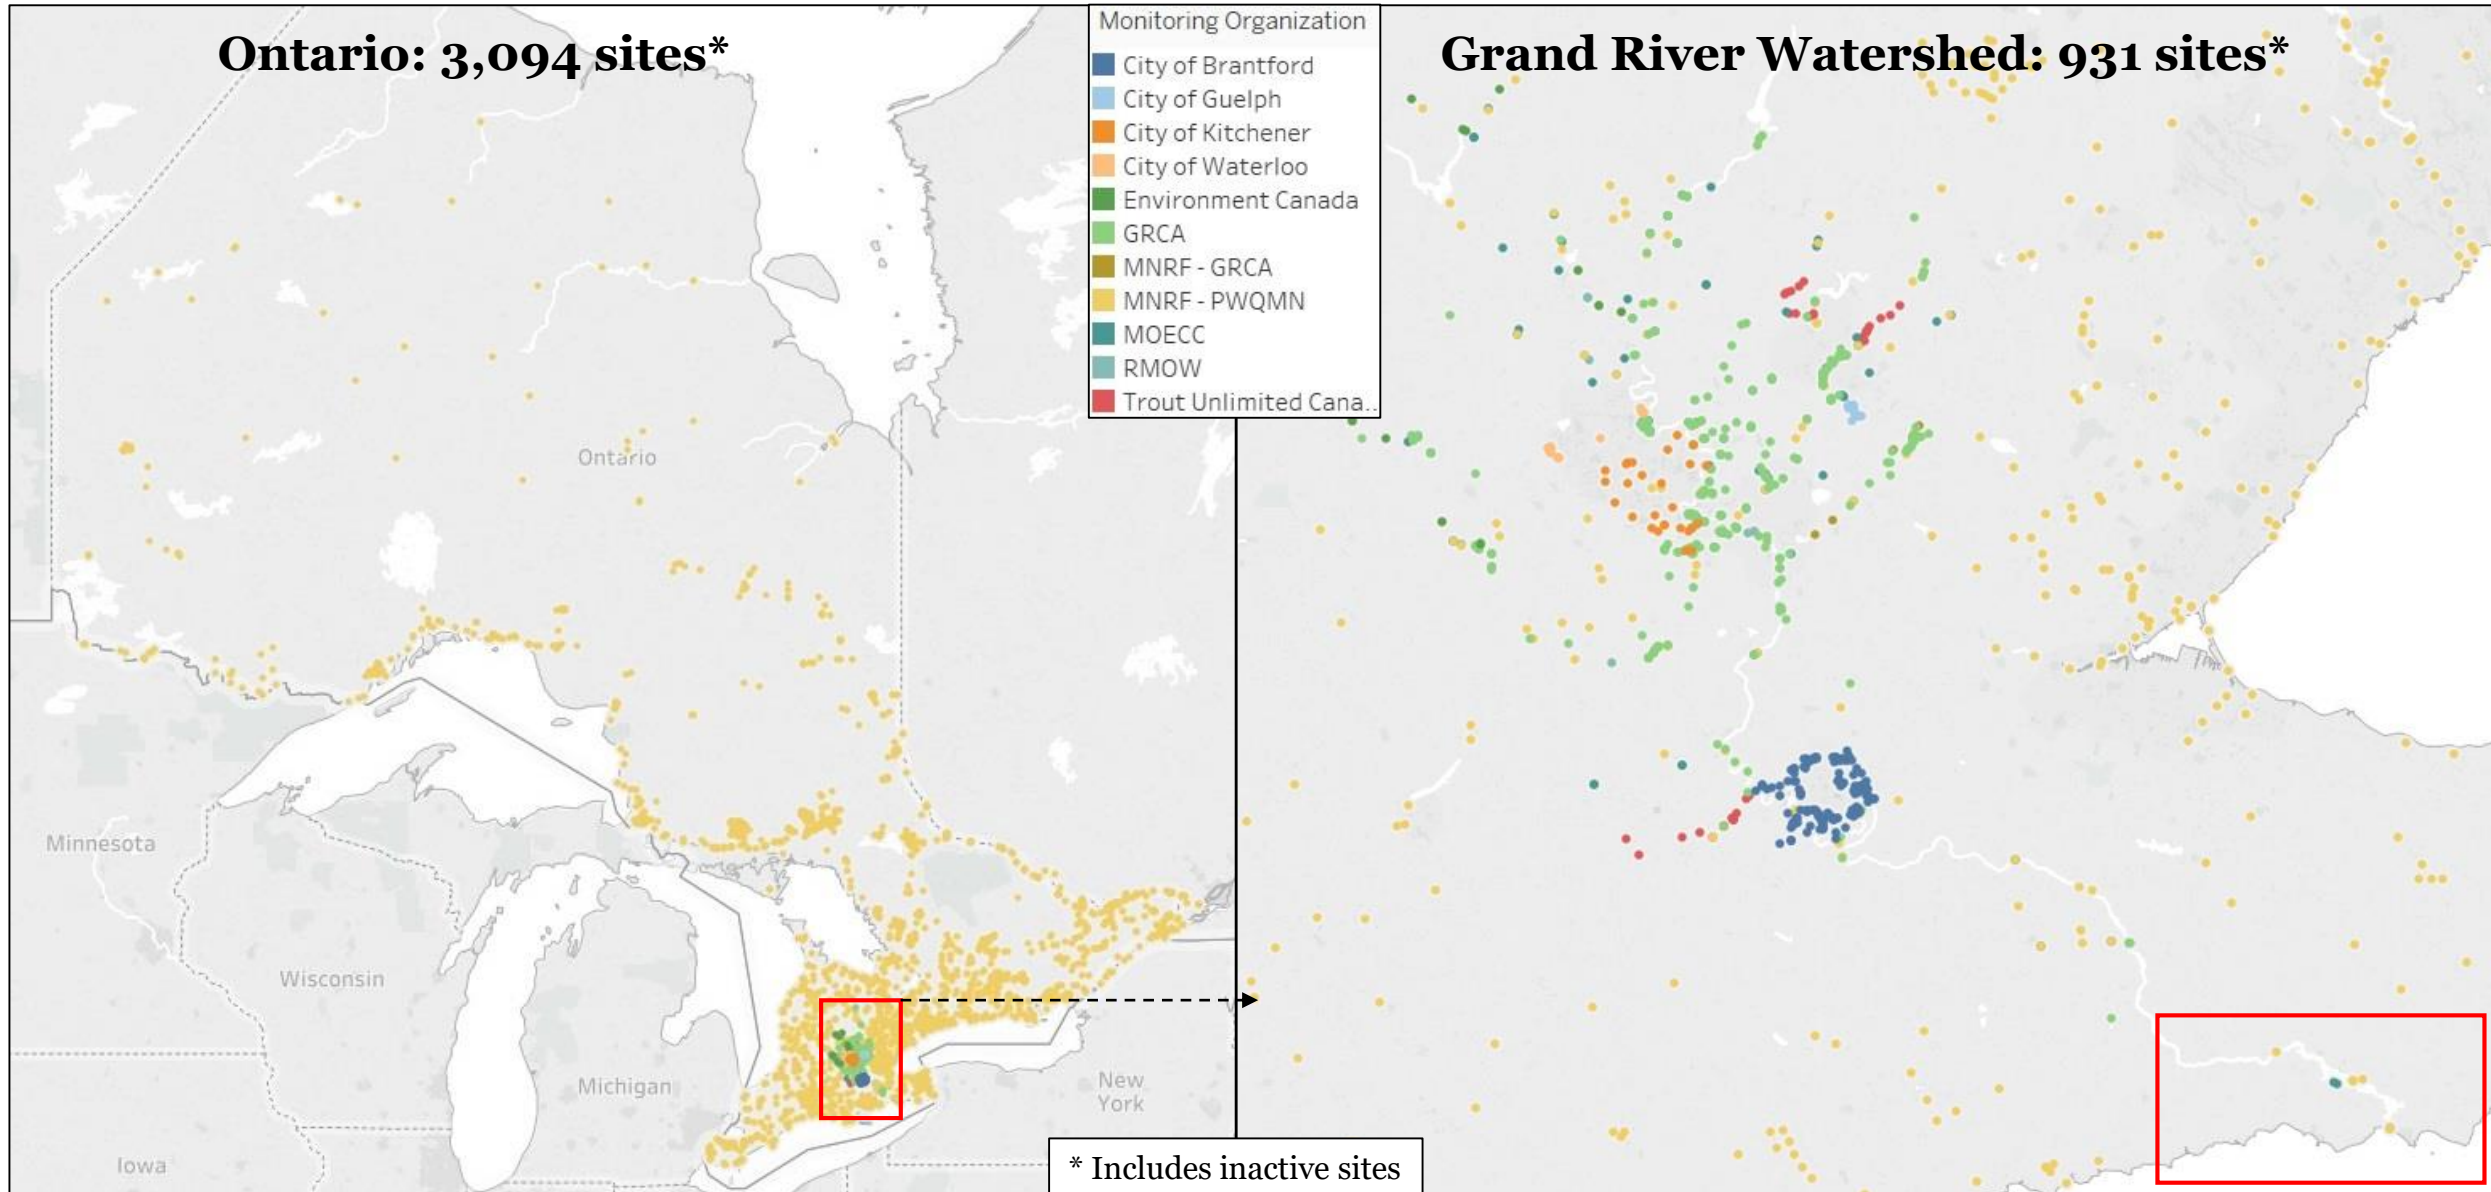 Ontario: 3,094 sites*
Monitoring Organization
City of Brantford
City of Guelph
City of Kitchener
City of Waterloo
Environment Canada
GRCA
MNRF - GRCA
MNRF - PWQMN
MOECC
RMOW
Trout Unlimited Cana..
Grand River Watershed: 931 sites*
Ontario
Minnesota
Wisconsin
Michigan
New
York
Iowa
* Includes inactive sites